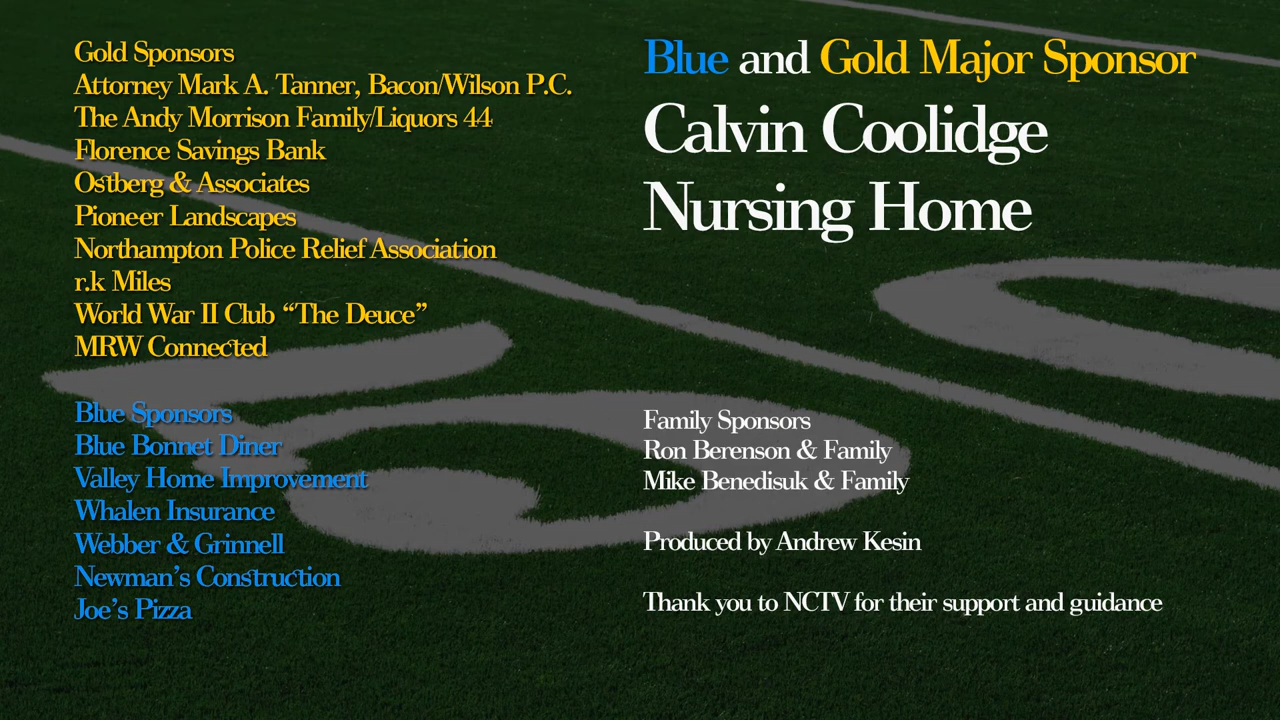 Gold Sponsors
Attorney Mark A. Tanner, Bacon/Wilson P.C.
The Andy Morrison Family/Liquors 44
Florence Savings Bank
Ostberg & Associates
Pioneer Landscapes
Northampton Police Relief Association
r.k Miles
World War II Club “The Deuce”
MRW Connected
Blue Sponsors
Blue Bonnet Diner
Valley Home Improvement
Whalen Insurance
Webber & Grinnell
Newman’s Construction
Joe’s Pizza
Blue and Gold Major Sponsor
Calvin Coolidge
Nursing Home
Family Sponsors
Ron Berenson & Family
Mike Benedisuk & Family
Produced by Andrew Kesin
Thank you to NCTV for their support and guidance